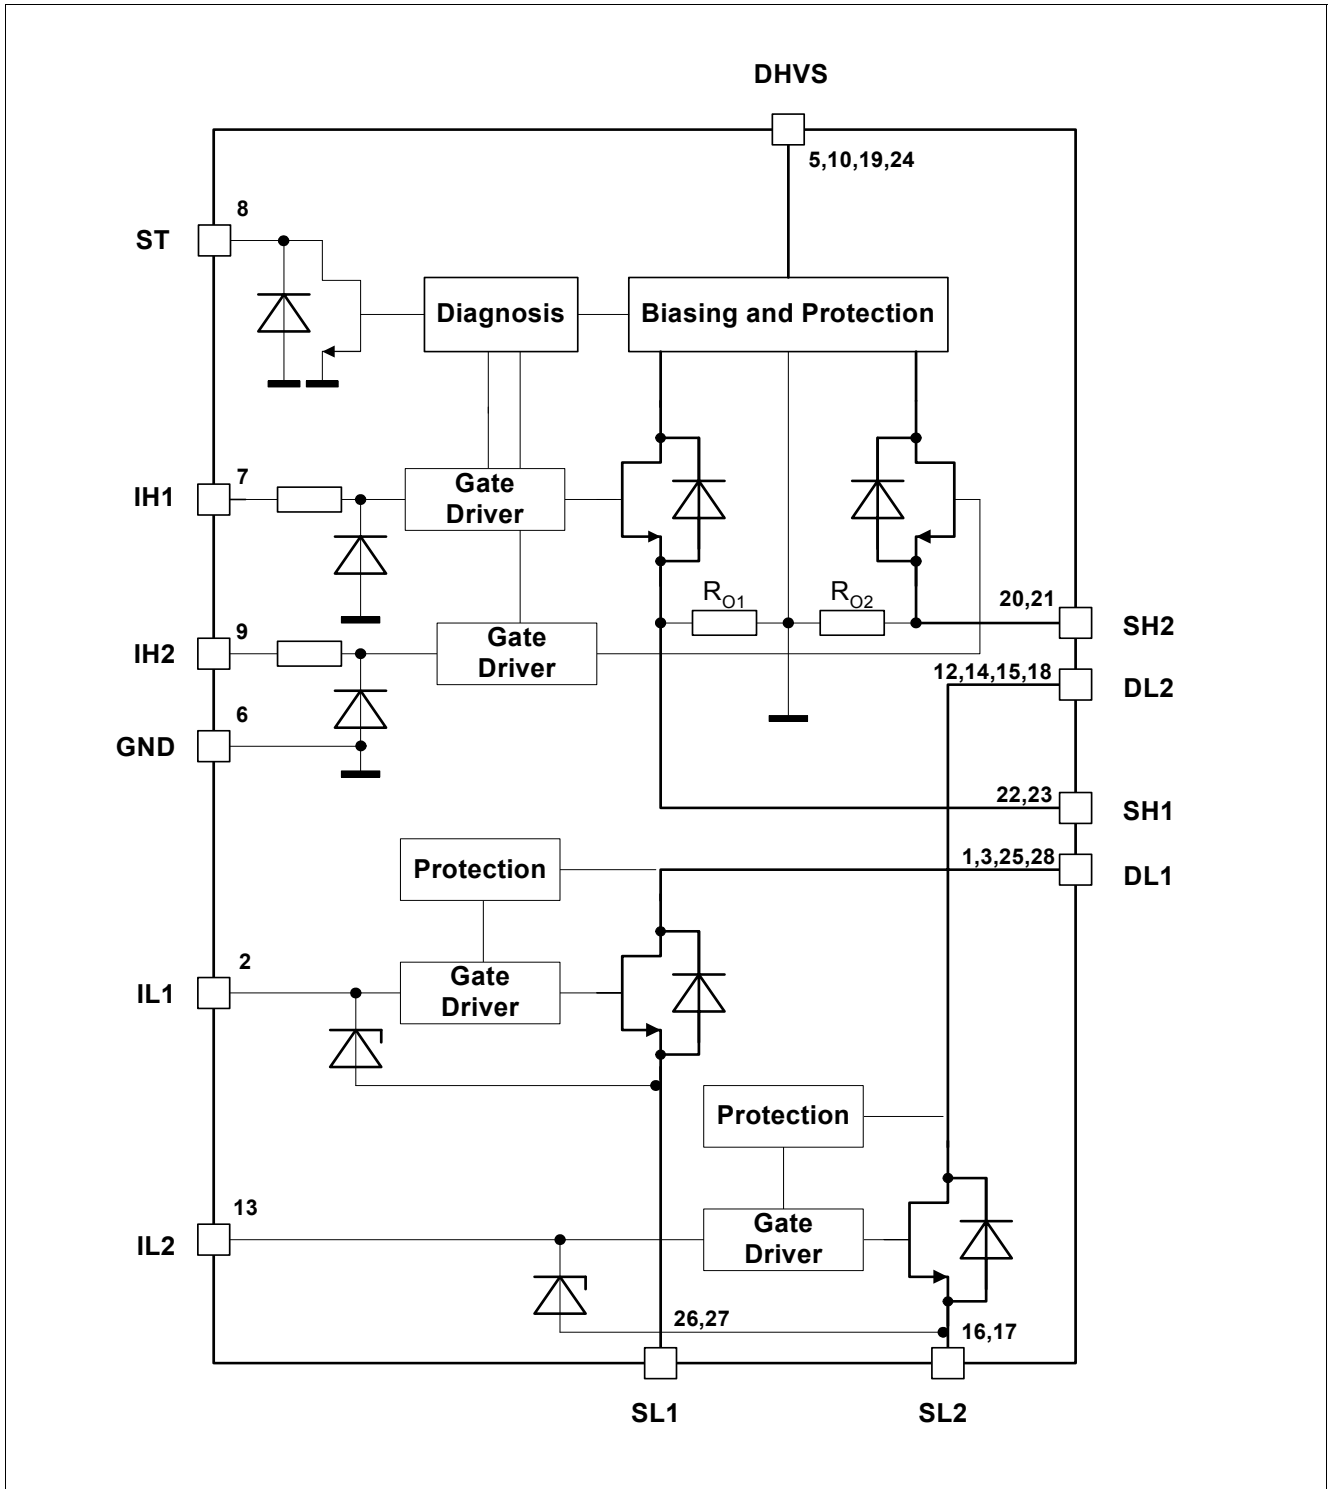 DHVS
5,10,19,24
8
ST
Diagnosis
Biasing and Protection
7
IH1
Gate
Driver
RO1
RO2
20,21
SH2
9
IH2
Gate
Driver
12,14,15,18
DL2
6
GND
22,23
SH1
Protection
1,3,25,28
DL1
2
IL1
Gate
Driver
Protection
13
IL2
Gate
Driver
26,27
16,17
SL1
SL2